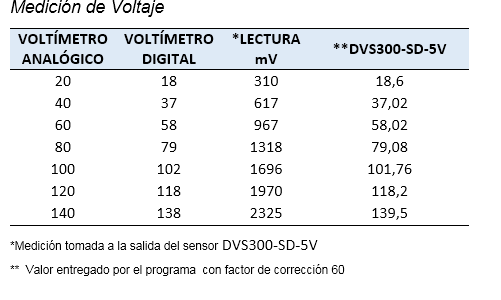 Medición de Voltaje
VOLTÍMETRO ANALÓGICO VOLTÍMETRO DIGITAL *LECTURA mV **DVS300-SD-5V
20 18 310 18,6
40 37 617 37,02
60 58 967 58,02
80 79 1318 79,08
100 102 1696 101,76
120 118 1970 118,2
140 138 2325 139,5
*Medición tomada a la salida del sensor DVS300-SD-5V
** Valor entregado por el programa con factor de corrección 60